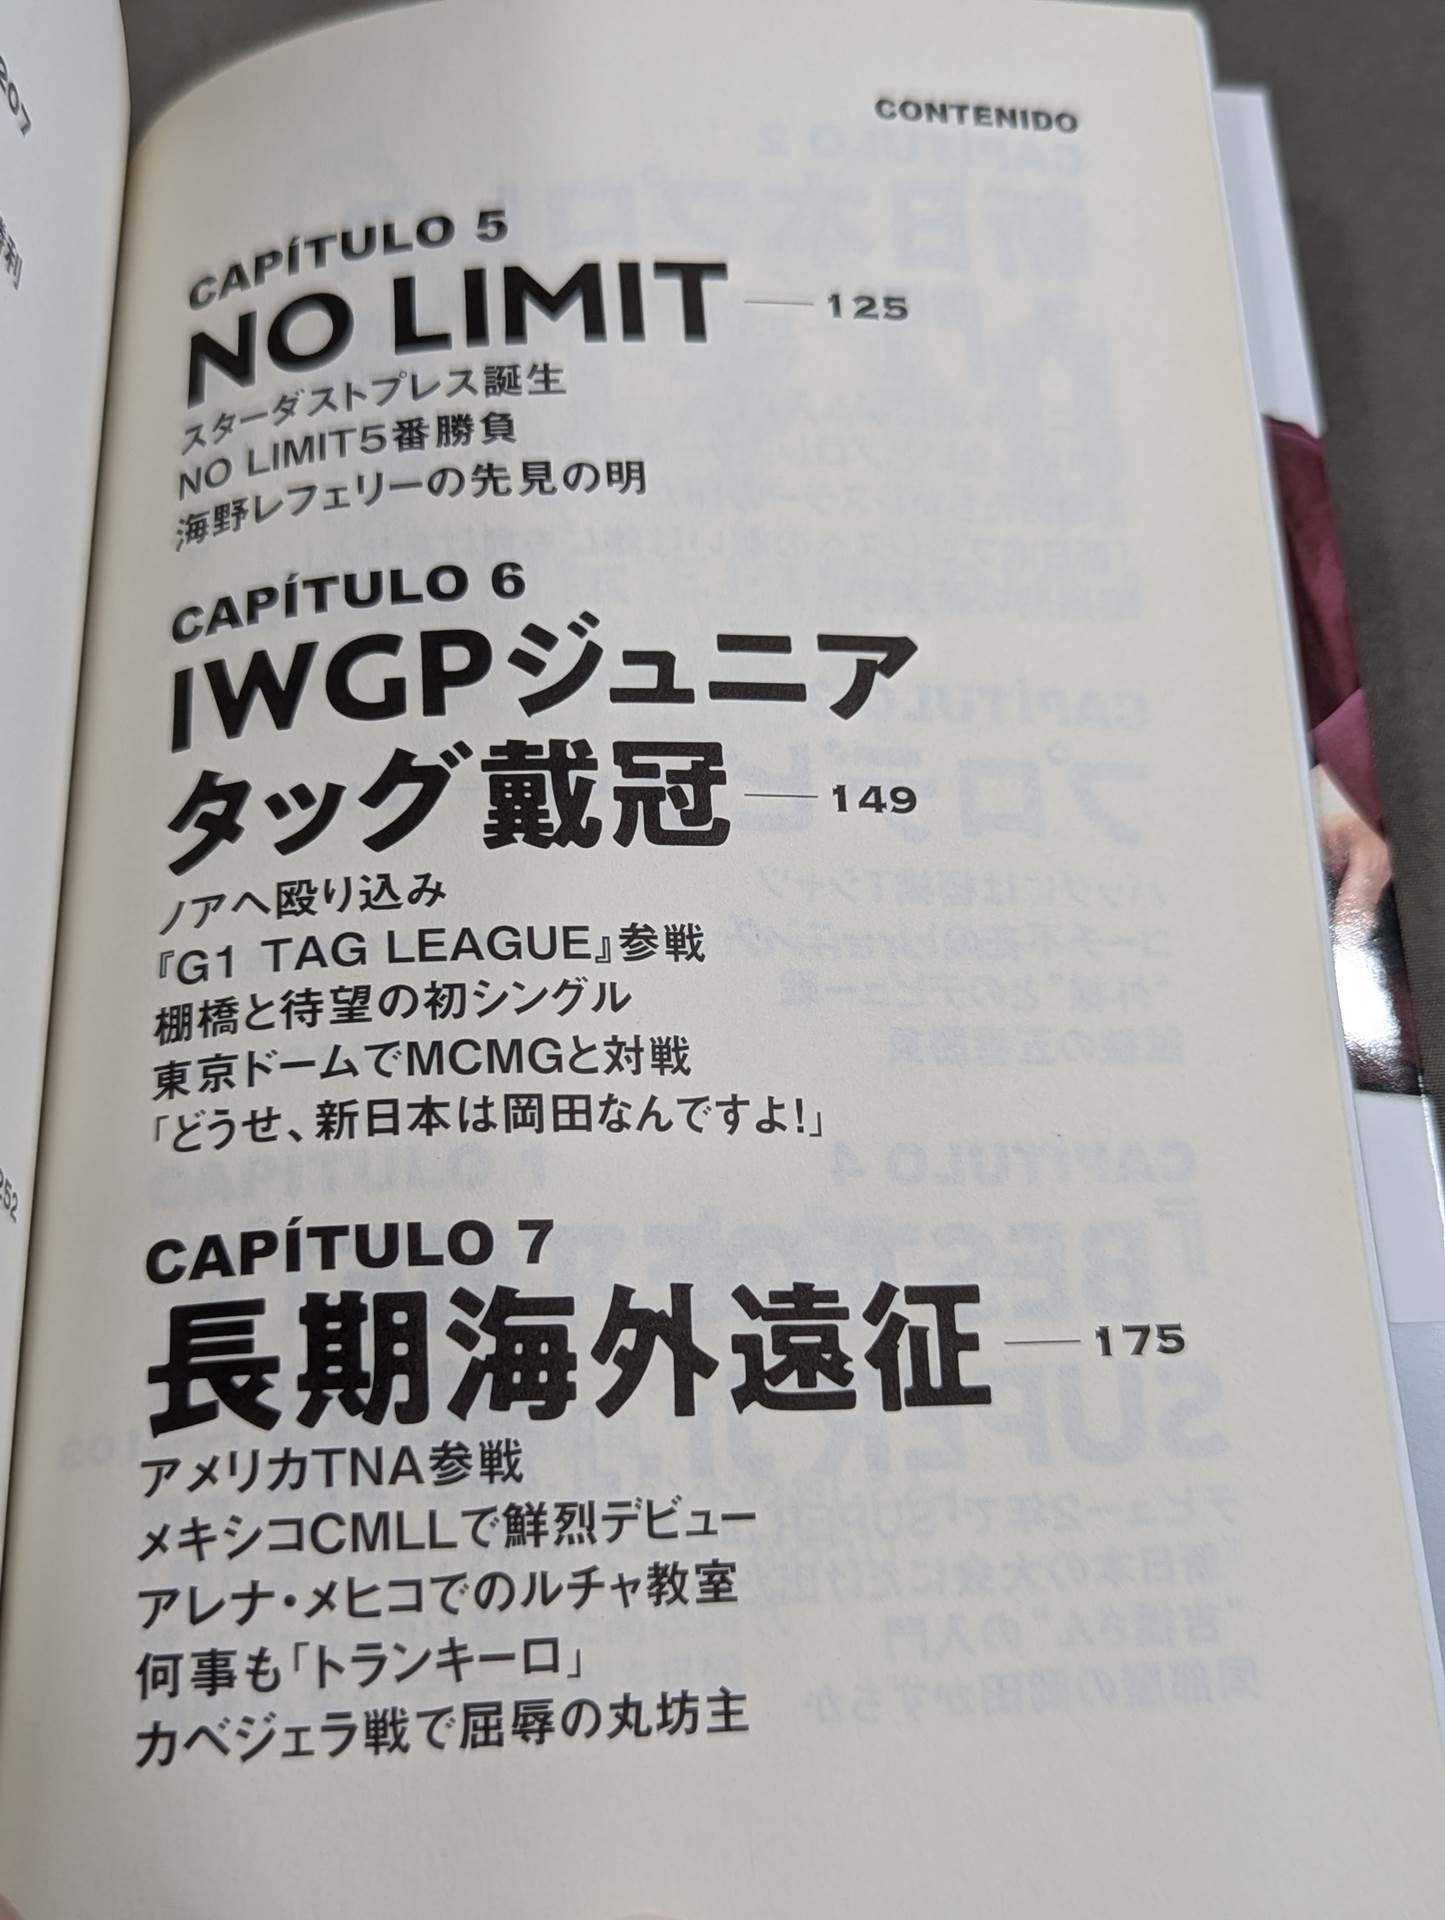 207
CONTENIDO
CAPÍTULO 5
NO LIMIT — 125
スターダストプレス誕生
NO LIMIT5番勝負
海野レフェリーの先見の明
CAPÍTULO 6
IWGPジュニア
タッグ戴冠 — 149
ノアへ殴り込み
『G1 TAG LEAGUE』参戦
棚橋と待望の初シングル
東京ドームでMCMGと対戦
「どうせ、新日本は岡田なんですよ!」
252
CAPÍTULO 7
長期海外遠征 — 175
アメリカTNA参戦
メキシコCMLLで鮮烈デビュー
アレナ・メヒコでのルチャ教室
何事も「トランキーロ」
カベジェラ戦で屈辱の丸坊主